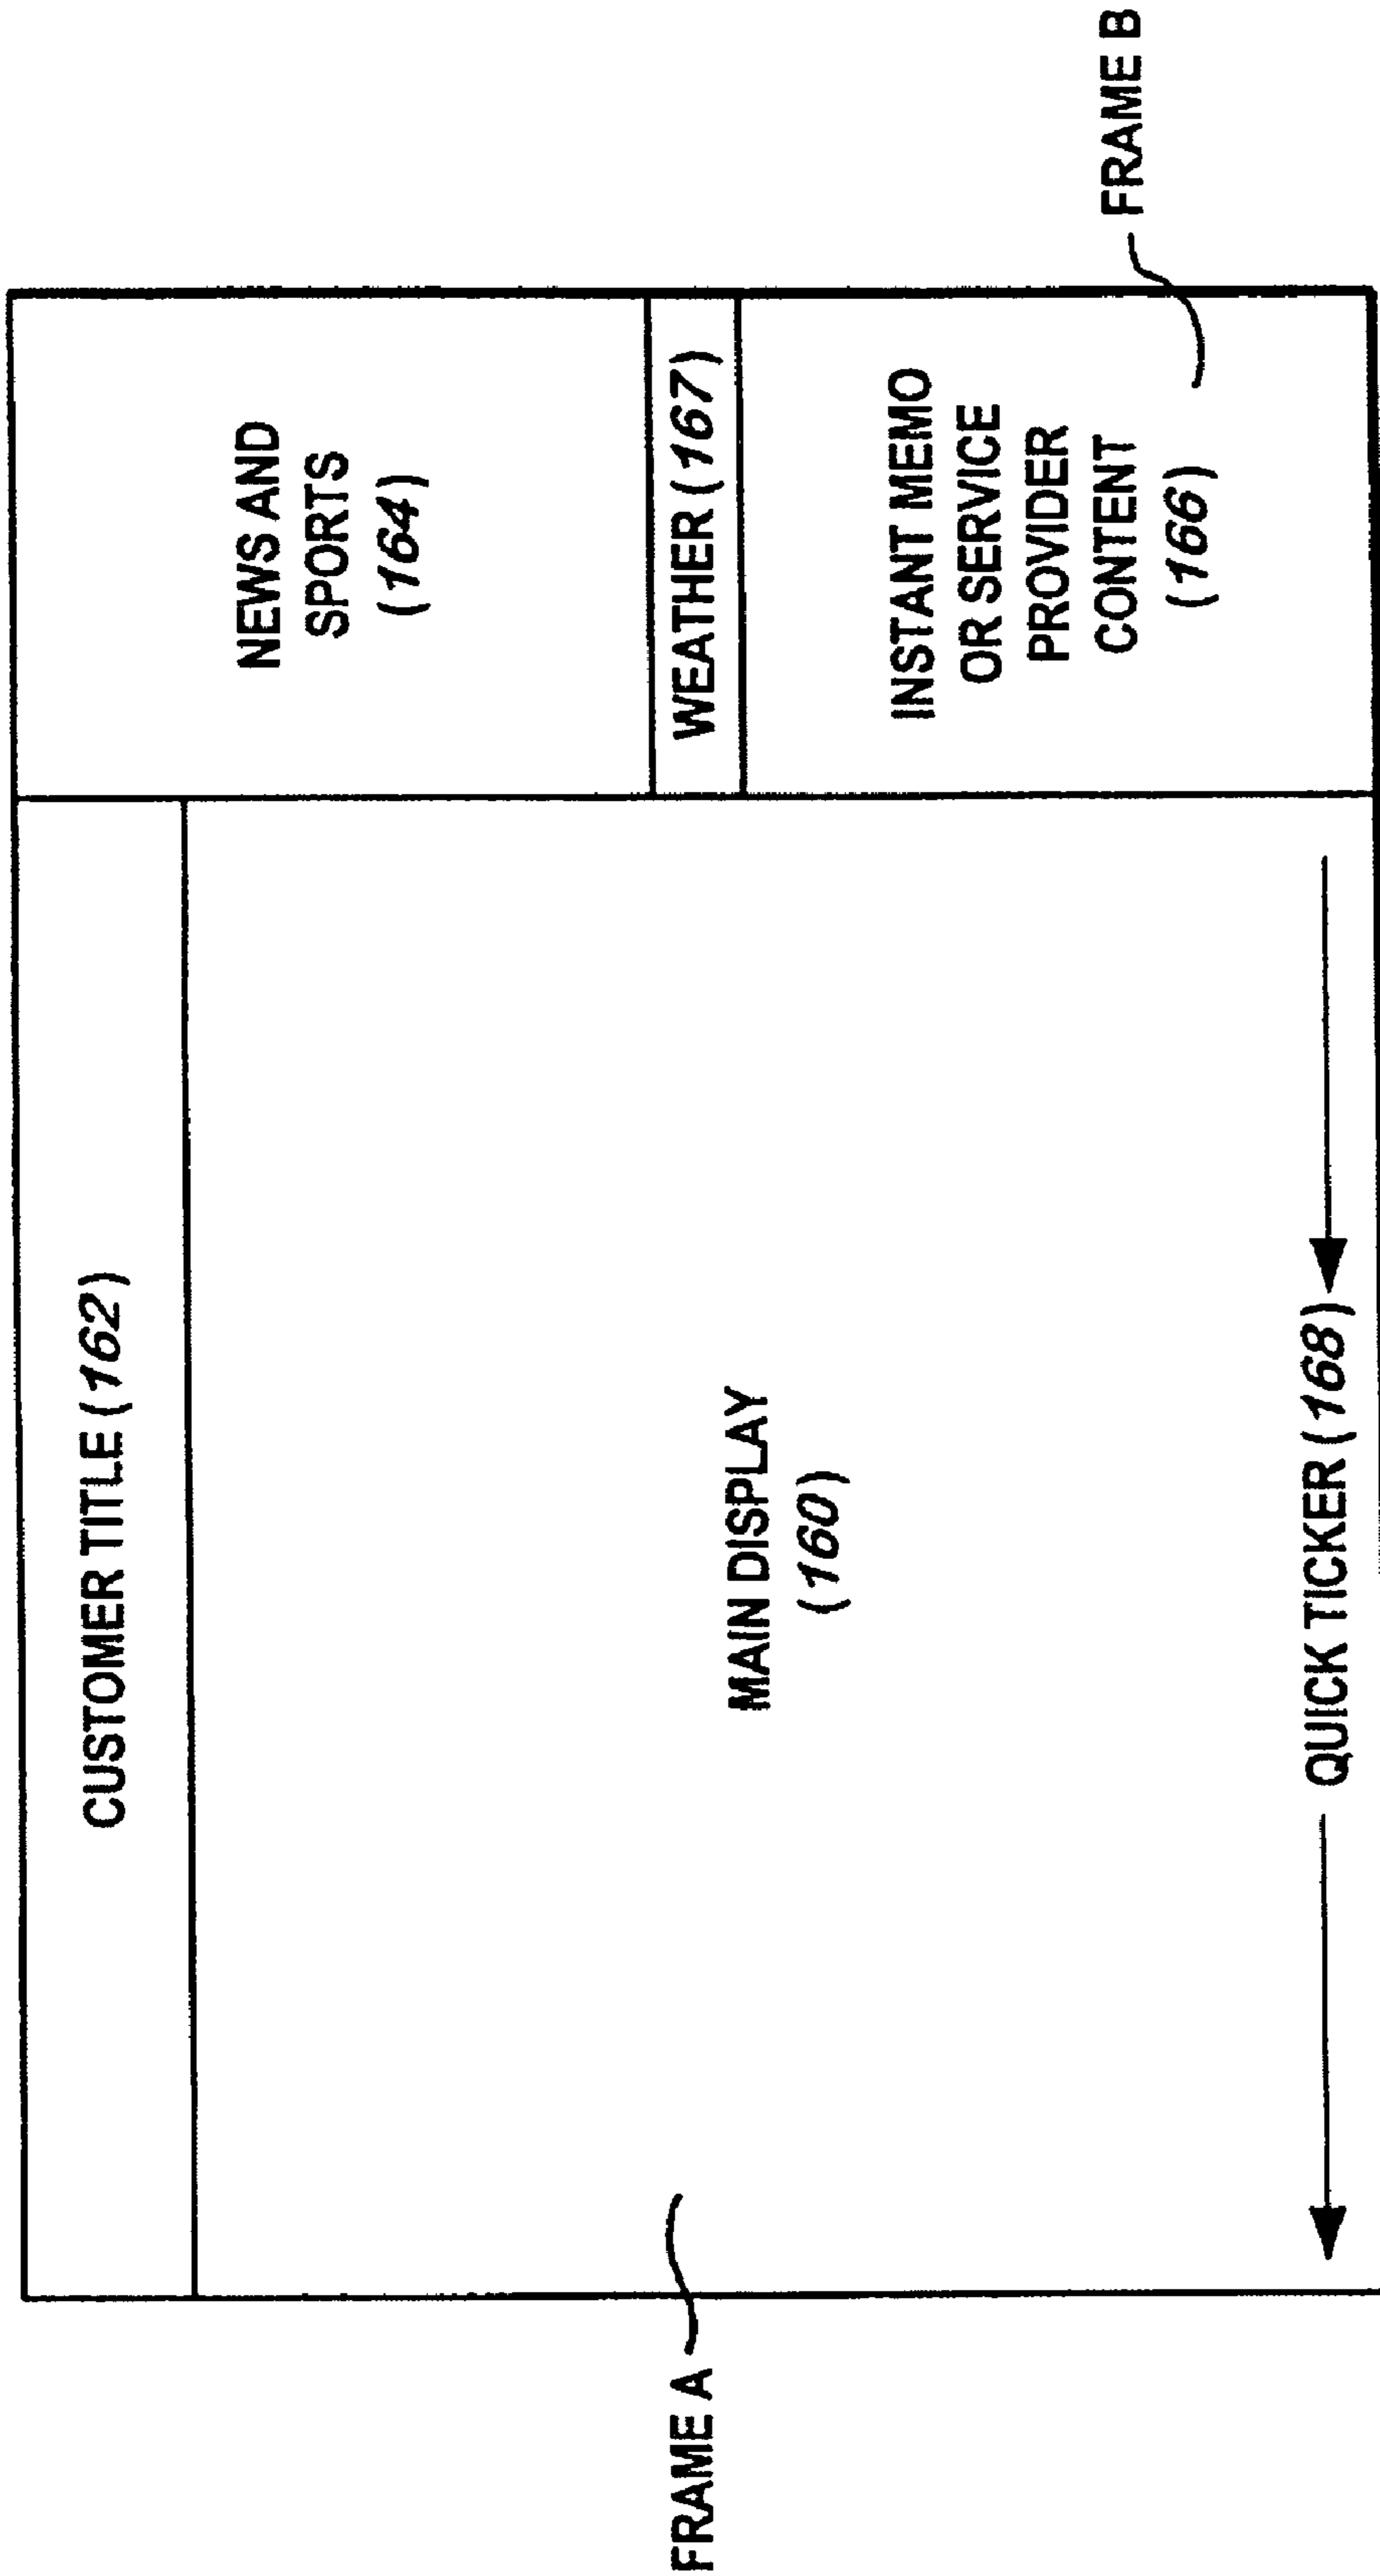 CUSTOMER TITLE (162)
NEWS AND
SPORTS
(164)
WEATHER (167)
MAIN DISPLAY
(160)
INSTANT MEMO
OR SERVICE
PROVIDER
CONTENT
(166)
QUICK TICKER (168)
FRAME A
FRAME B